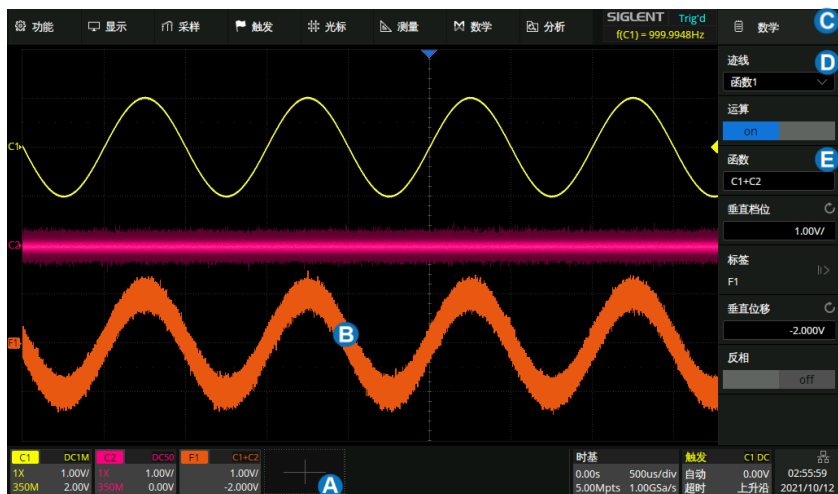 功能 显示 采样 触发 光标 测量 数学 分析 SIGLENT Trig'd 数学 C
f(C1) = 999.9948Hz
迹线 D
函数1
运算
on
函数 E
C1+C2
垂直档位
1.00V/
标签
F1
垂直位移
-2.000V
反相
off
C1
C2
F1
B
C1 DC1M C2 DC50 F1 C1+C2 时基 触发 C1 DC
1X 1.00V/ 1X 1.00V/ 1.00V/ 0.00s 500us/div 自动 0.00V 02:55:59
350M 2.00V 350M 0.00V -2.000V A 5.00Mpts 1.00GSa/s 超时 上升沿 2021/10/12